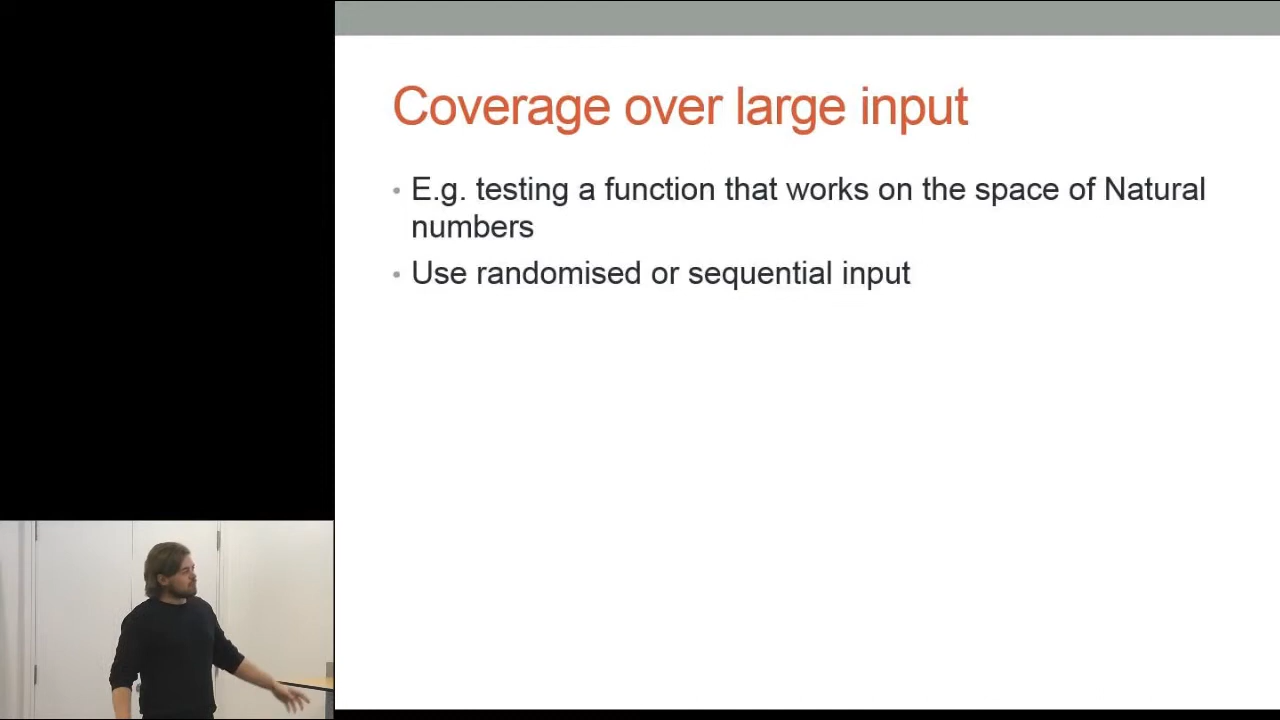 Coverage over large input
• E.g. testing a function that works on the space of Natural
numbers
• Use randomised or sequential input